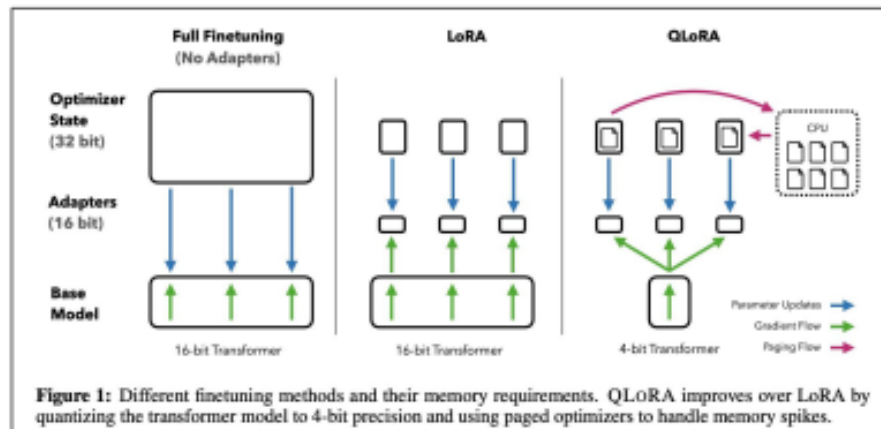 Full Finetuning
(No Adapters)
LoRA
QLoRA
Optimizer
State
(32 bit)
CPU
Adapters
(16 bit)
Base
Model
Parameter Updates
Gradient Flow
Paging Flow
16-bit Transformer
16-bit Transformer
4-bit Transformer
Figure 1: Different finetuning methods and their memory requirements. QLORA improves over LoRA by
quantizing the transformer model to 4-bit precision and using paged optimizers to handle memory spikes.